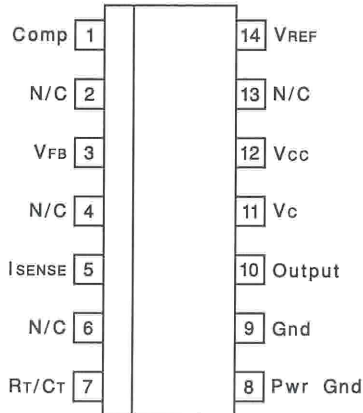 Comp 1 14 VREF
N/C 2 13 N/C
VFB 3 12 Vcc
N/C 4 11 Vc
ISENSE 5 10 Output
N/C 6 9 Gnd
RT/CT 7 8 Pwr Gnd